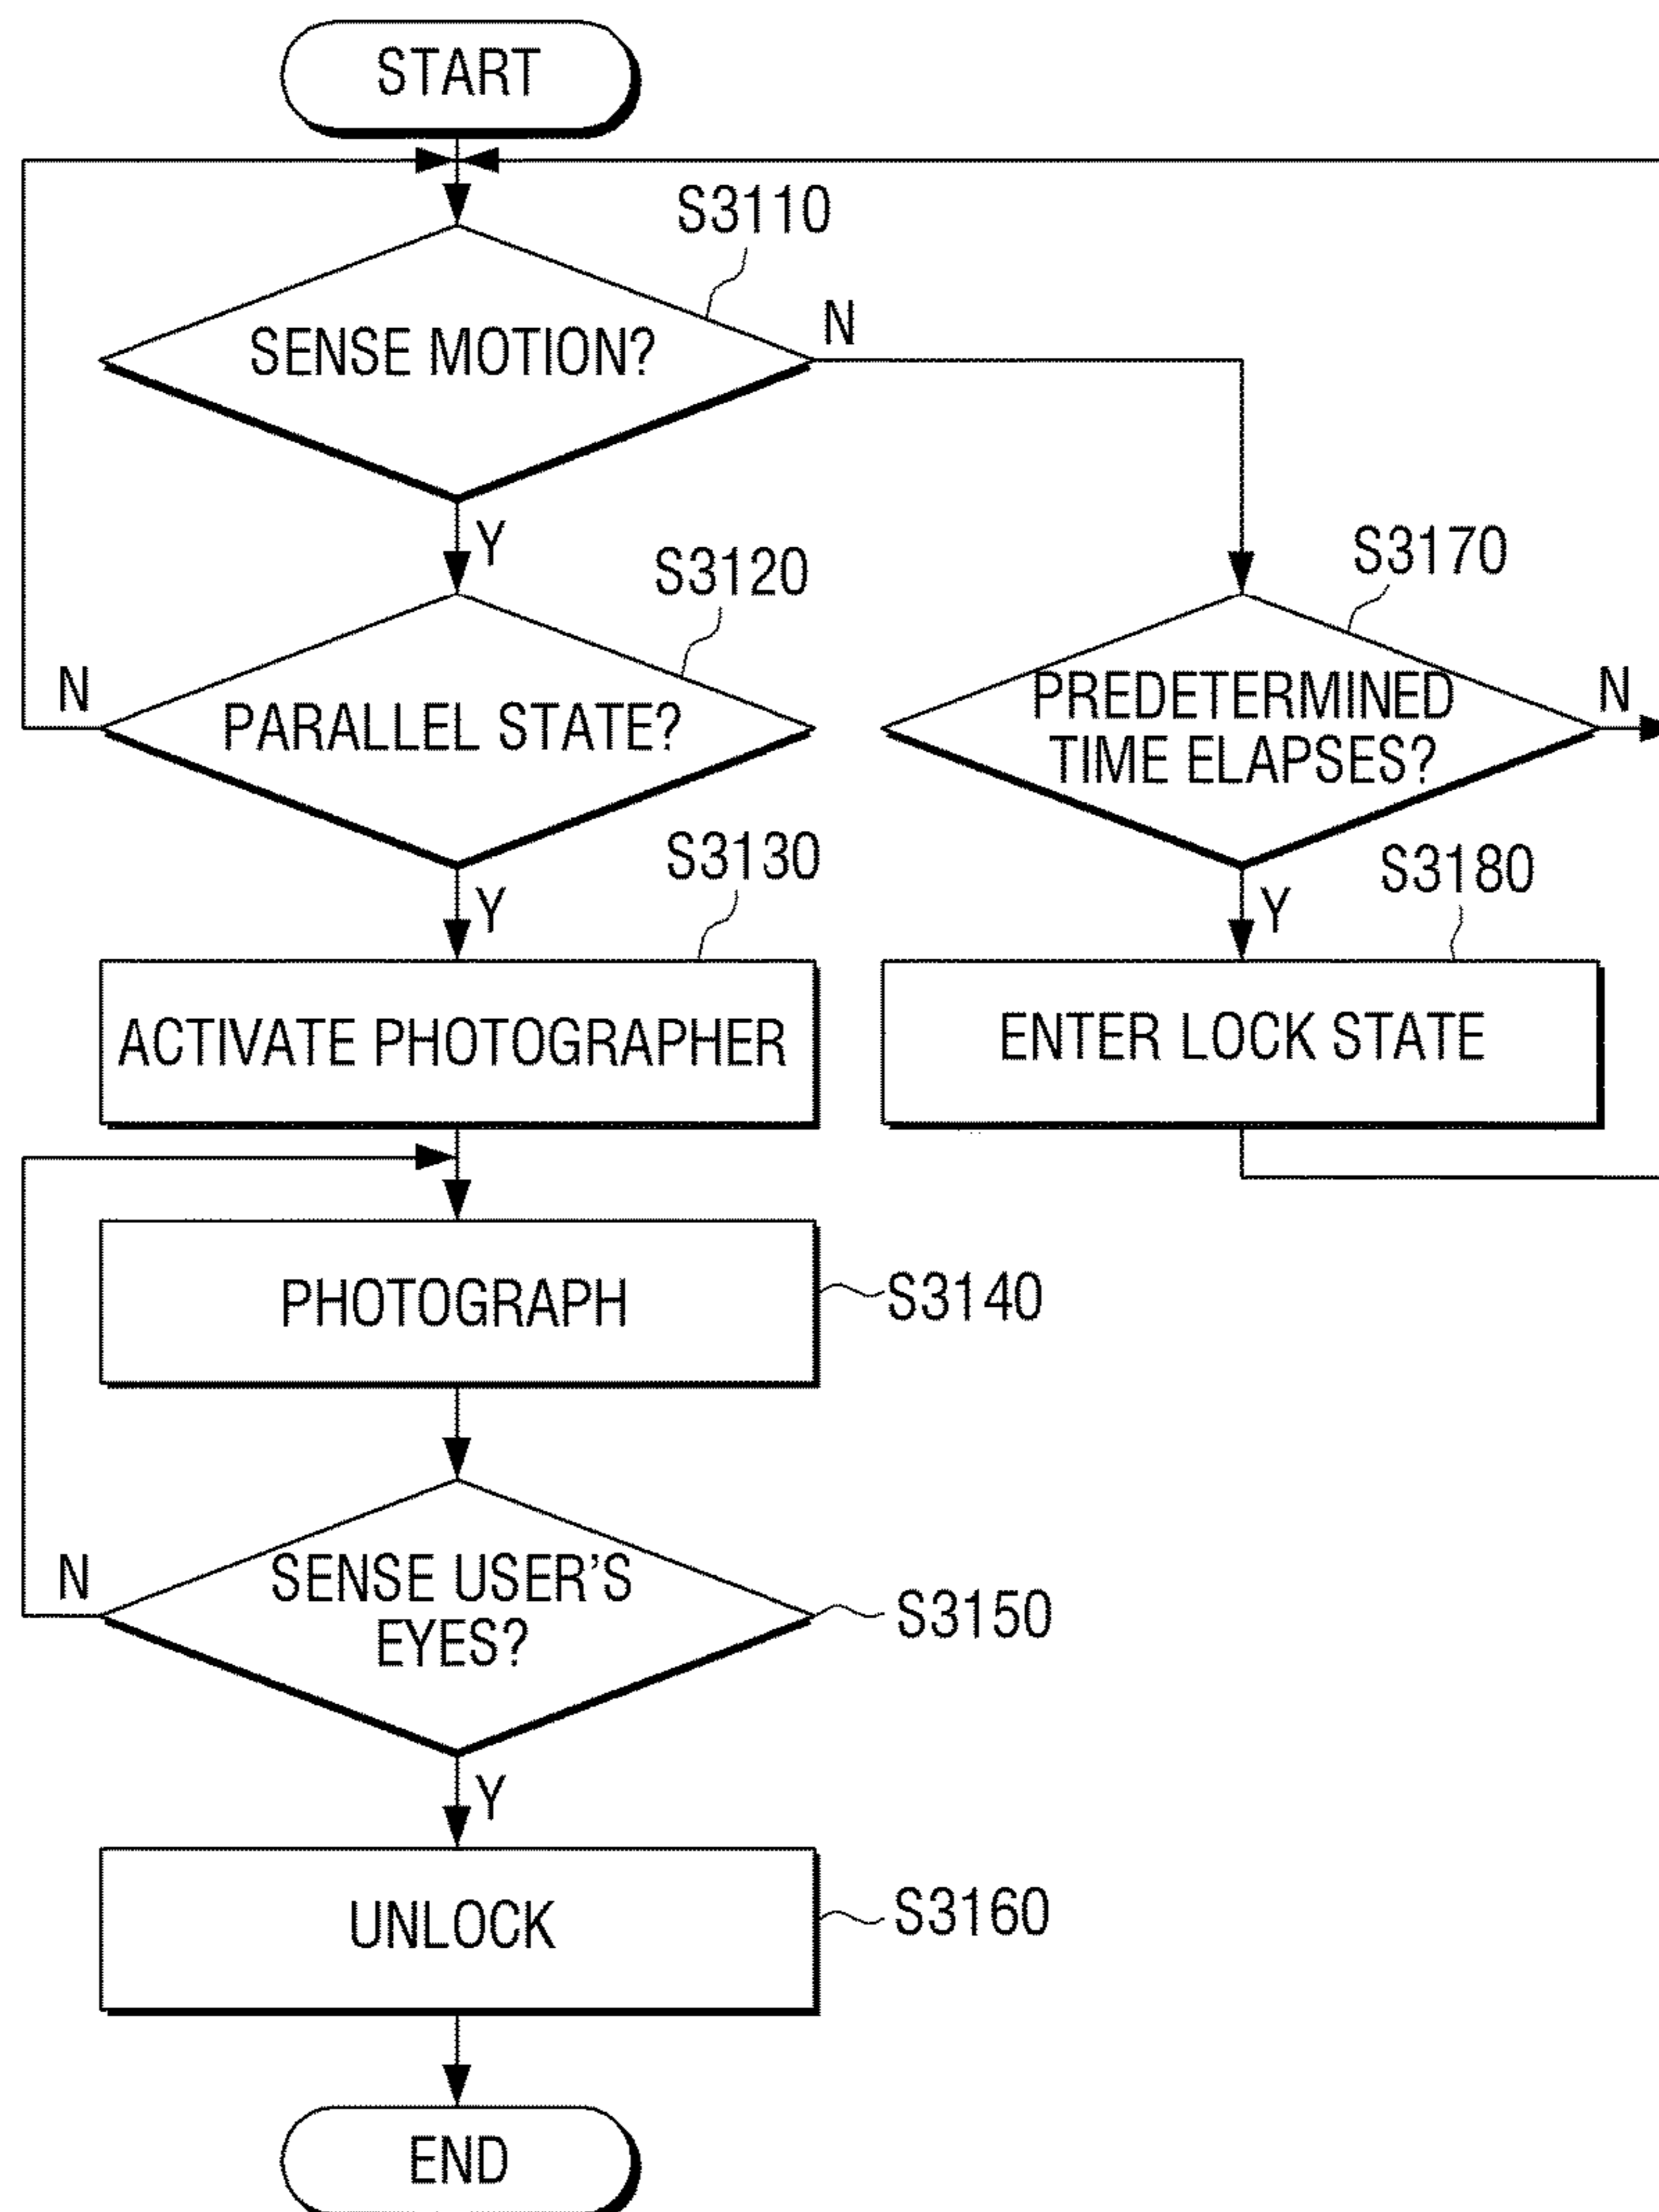 START
S3110
SENSE MOTION?
N
Y
S3120
PARALLEL STATE?
N
S3170
PREDETERMINED
TIME ELAPSES?
N
Y
S3130
ACTIVATE PHOTOGRAPHER
Y
S3180
ENTER LOCK STATE
PHOTOGRAPH
S3140
SENSE USER'S
EYES?
N
S3150
Y
UNLOCK
S3160
END